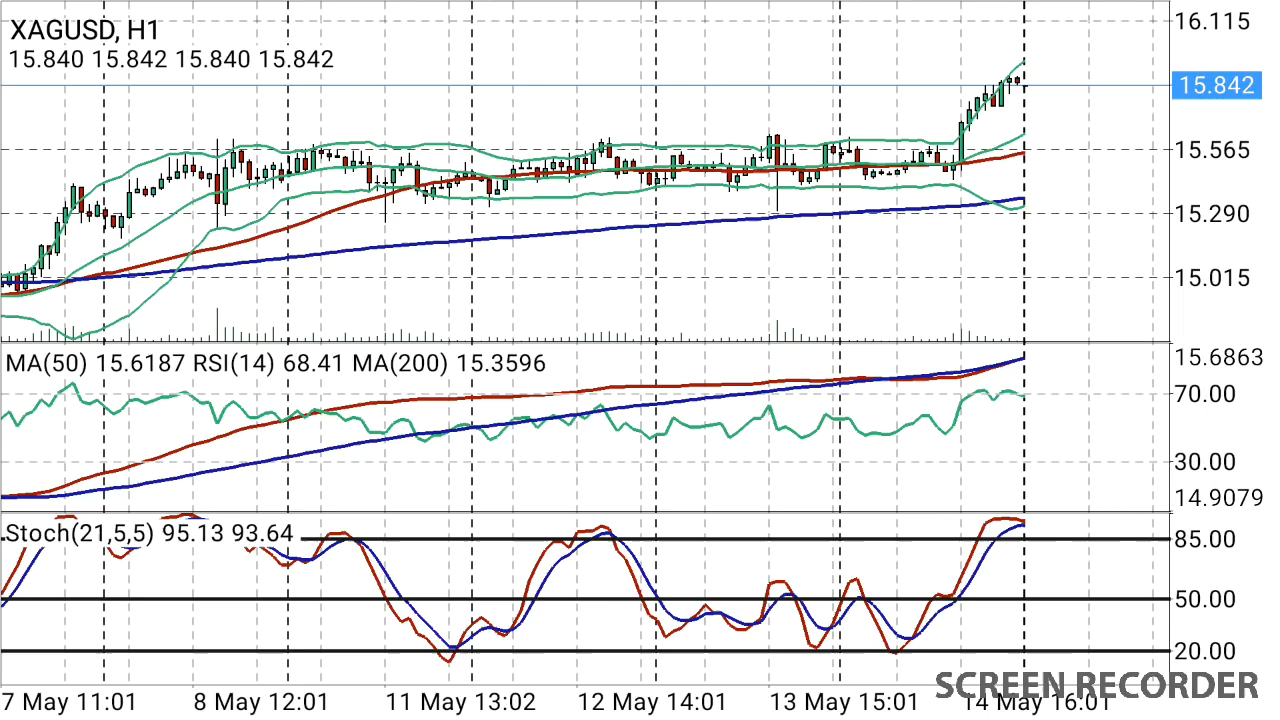 XAGUSD, H1
15.840 15.842 15.840 15.842
16.115
15.842
15.565
15.290
15.015
MA(50) 15.6187 RSI(14) 68.41 MA(200) 15.3596
15.6863
70.00
30.00
14.9079
Stoch(21,5,5) 95.13 93.64
85.00
50.00
20.00
7 May 11:01 8 May 12:01 11 May 13:02 12 May 14:01 13 May 15:01 14 May 16:01
SCREEN RECORDER